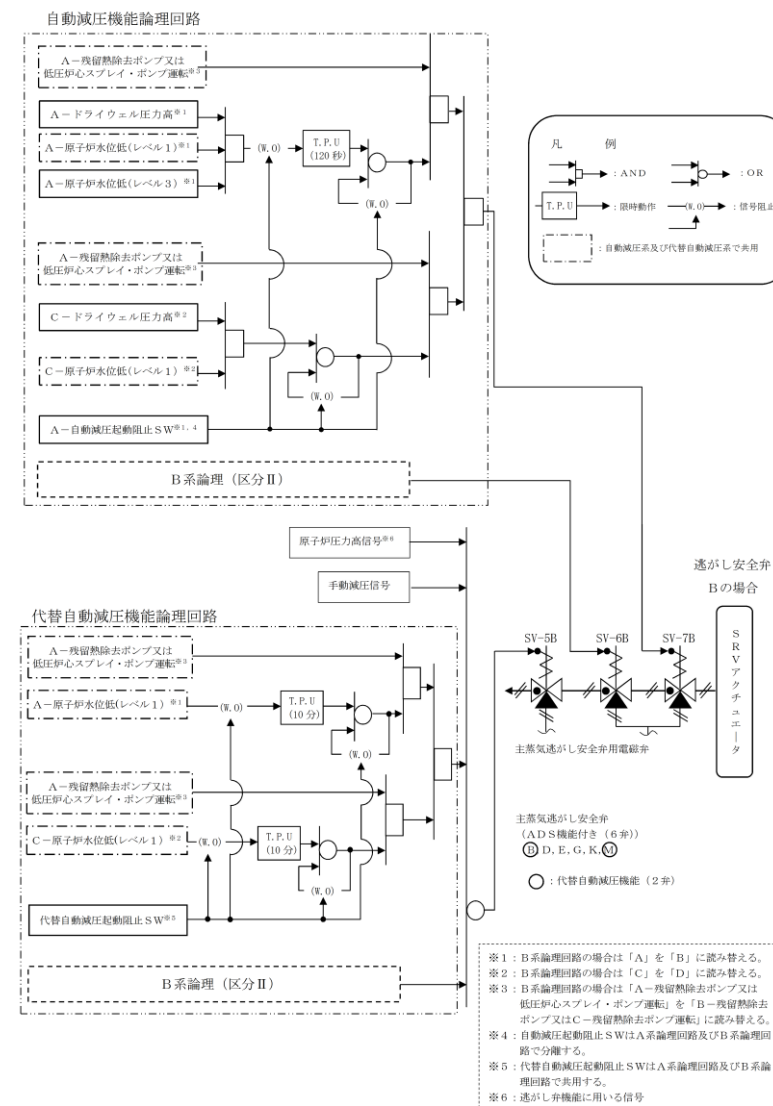 自動減圧機能論理回路
A－残留熱除去ポンプ又は
低圧炉心スプレイ・ポンプ運転※3
A－ドライウェル圧力高※1
A－原子炉水位低(レベル1)※1
A－原子炉水位低(レベル3)※1
(W.O)
T.P.U
(120秒)
(W.O)
A－残留熱除去ポンプ又は
低圧炉心スプレイ・ポンプ運転※3
C－ドライウェル圧力高※2
C－原子炉水位低(レベル1)※2
(W.O)
A－自動減圧起動阻止SW※1，4
B系論理（区分Ⅱ）
凡　例
：AND
：OR
T.P.U
：限時動作
(W.O)
：信号阻止
：自動減圧系及び代替自動減圧系で共用
原子炉圧力高信号※6
手動減圧信号
代替自動減圧機能論理回路
A－残留熱除去ポンプ又は
低圧炉心スプレイ・ポンプ運転※3
A－原子炉水位低(レベル1)※1
(W.O)
T.P.U
(10分)
(W.O)
A－残留熱除去ポンプ又は
低圧炉心スプレイ・ポンプ運転※3
C－原子炉水位低(レベル1)※2
(W.O)
T.P.U
(10分)
(W.O)
代替自動減圧起動阻止SW※5
B系論理（区分Ⅱ）
逃がし安全弁
Bの場合
SV-5B
SV-6B
SV-7B
SRVアクチュエータ
主蒸気逃がし安全弁用電磁弁
主蒸気逃がし安全弁
（ADS機能付き（6弁））
B, D, E, G, K, M
：代替自動減圧機能（2弁）
※1：B系論理回路の場合は「A」を「B」に読み替える。
※2：B系論理回路の場合は「C」を「D」に読み替える。
※3：B系論理回路の場合は「A－残留熱除去ポンプ又は
低圧炉心スプレイ・ポンプ運転」を「B－残留熱除去
ポンプ又はC－残留熱除去ポンプ運転」に読み替える。
※4：自動減圧起動阻止SWはA系論理回路及びB系論理回
路で分離する。
※5：代替自動減圧起動阻止SWはA系論理回路及びB系論
理回路で共用する。
※6：逃がし弁機能に用いる信号